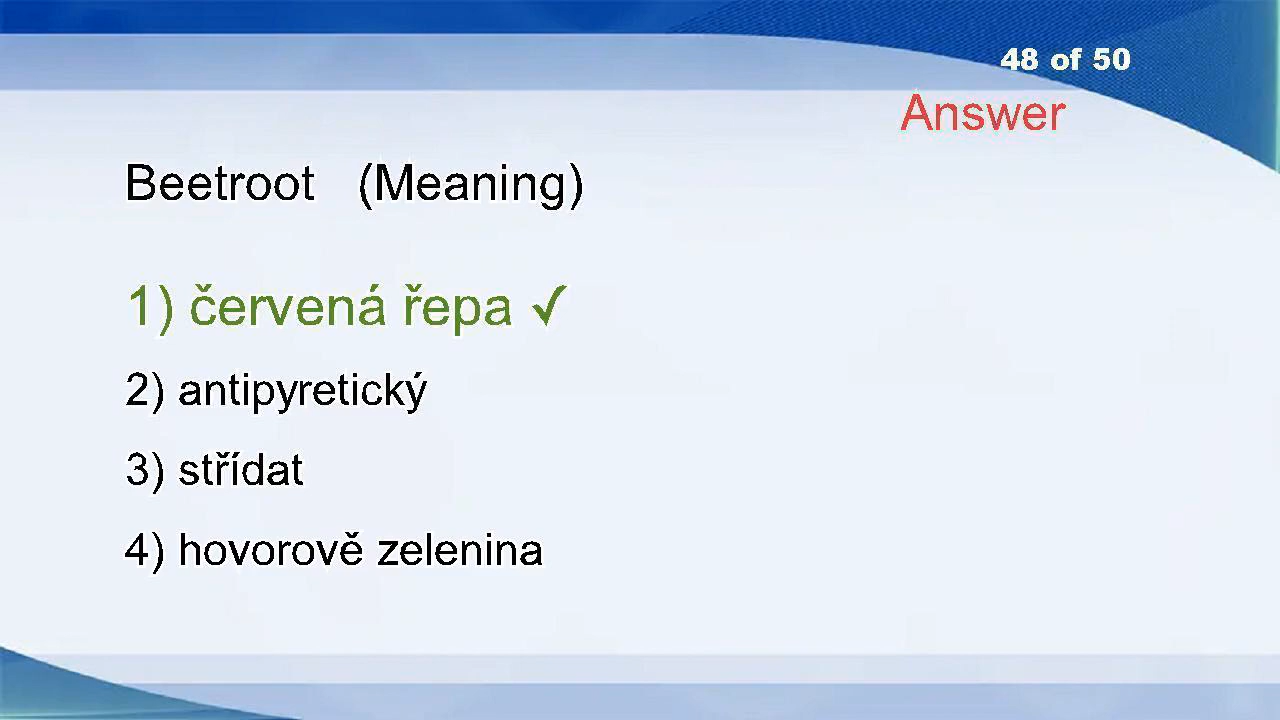 48 of 50
Answer
Beetroot (Meaning)
1) červená řepa ✓
2) antipyretický
3) střídat
4) hovorově zelenina